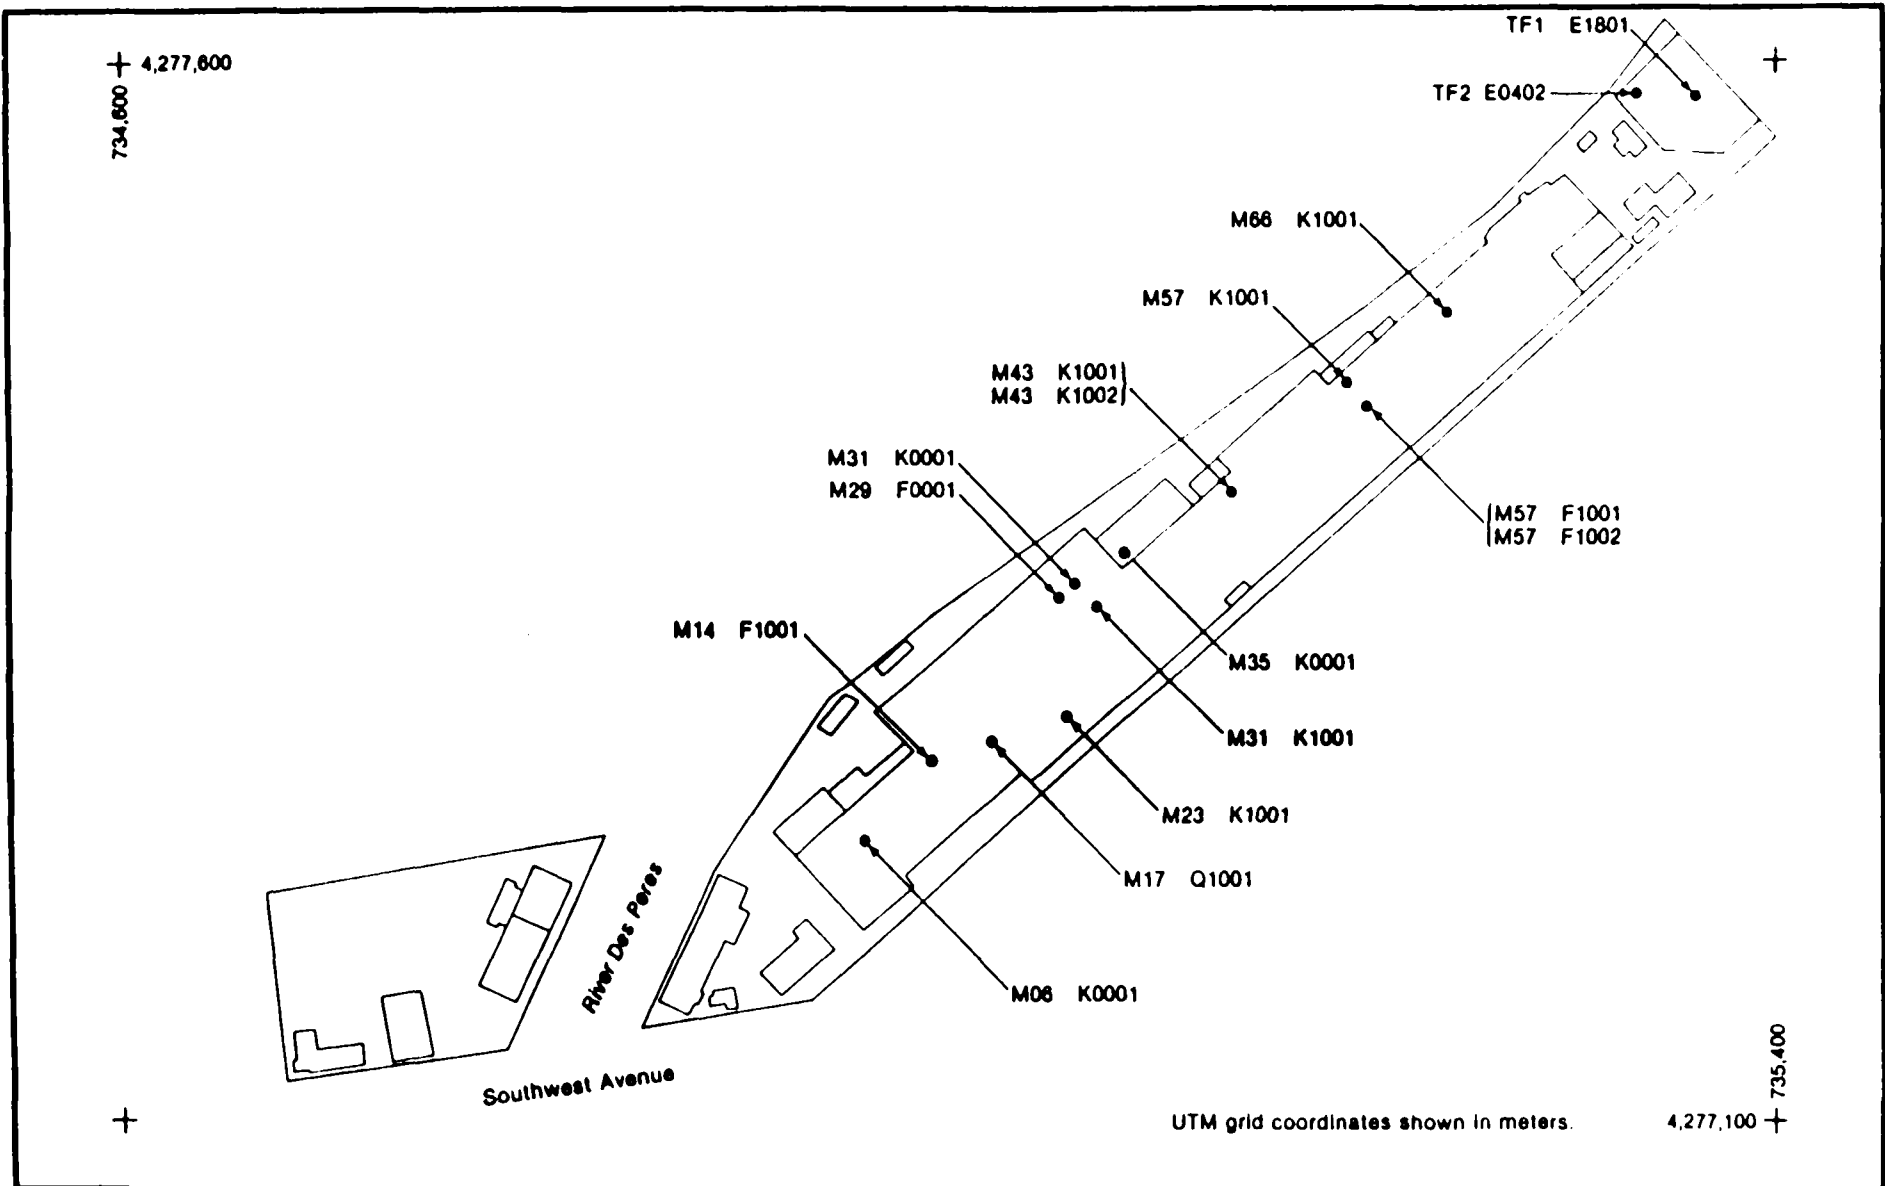 TF1 E1801
4,277,600
734,600
TF2 E0402
M66 K1001
M57 K1001
M43 K1001
M43 K1002
M31 K0001
M29 F0001
M57 F1001
M57 F1002
M14 F1001
M35 K0001
M31 K1001
M23 K1001
M17 Q1001
River Des Peres
M06 K0001
Southwest Avenue
735,400
UTM grid coordinates shown in meters.
4,277,100